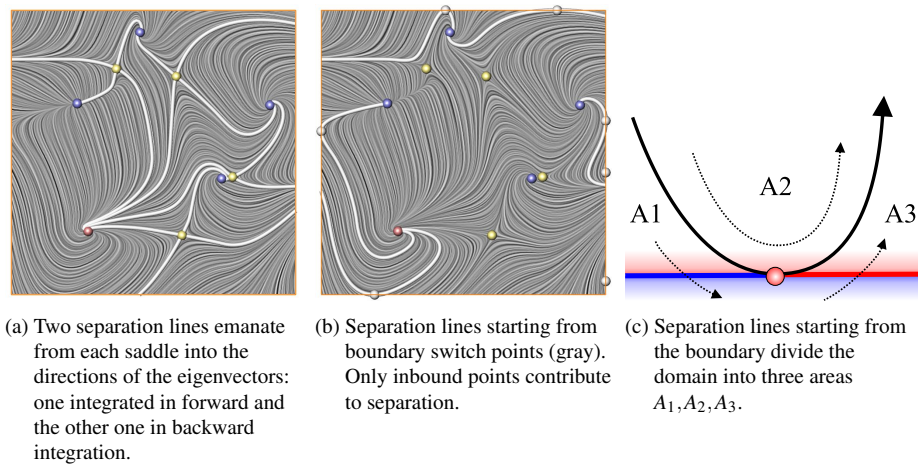 A1
A2
A3
(a) Two separation lines emanate
from each saddle into the
directions of the eigenvectors:
one integrated in forward and
the other one in backward
integration.
(b) Separation lines starting from
boundary switch points (gray).
Only inbound points contribute
to separation.
(c) Separation lines starting from
the boundary divide the
domain into three areas
A₁,A₂,A₃.